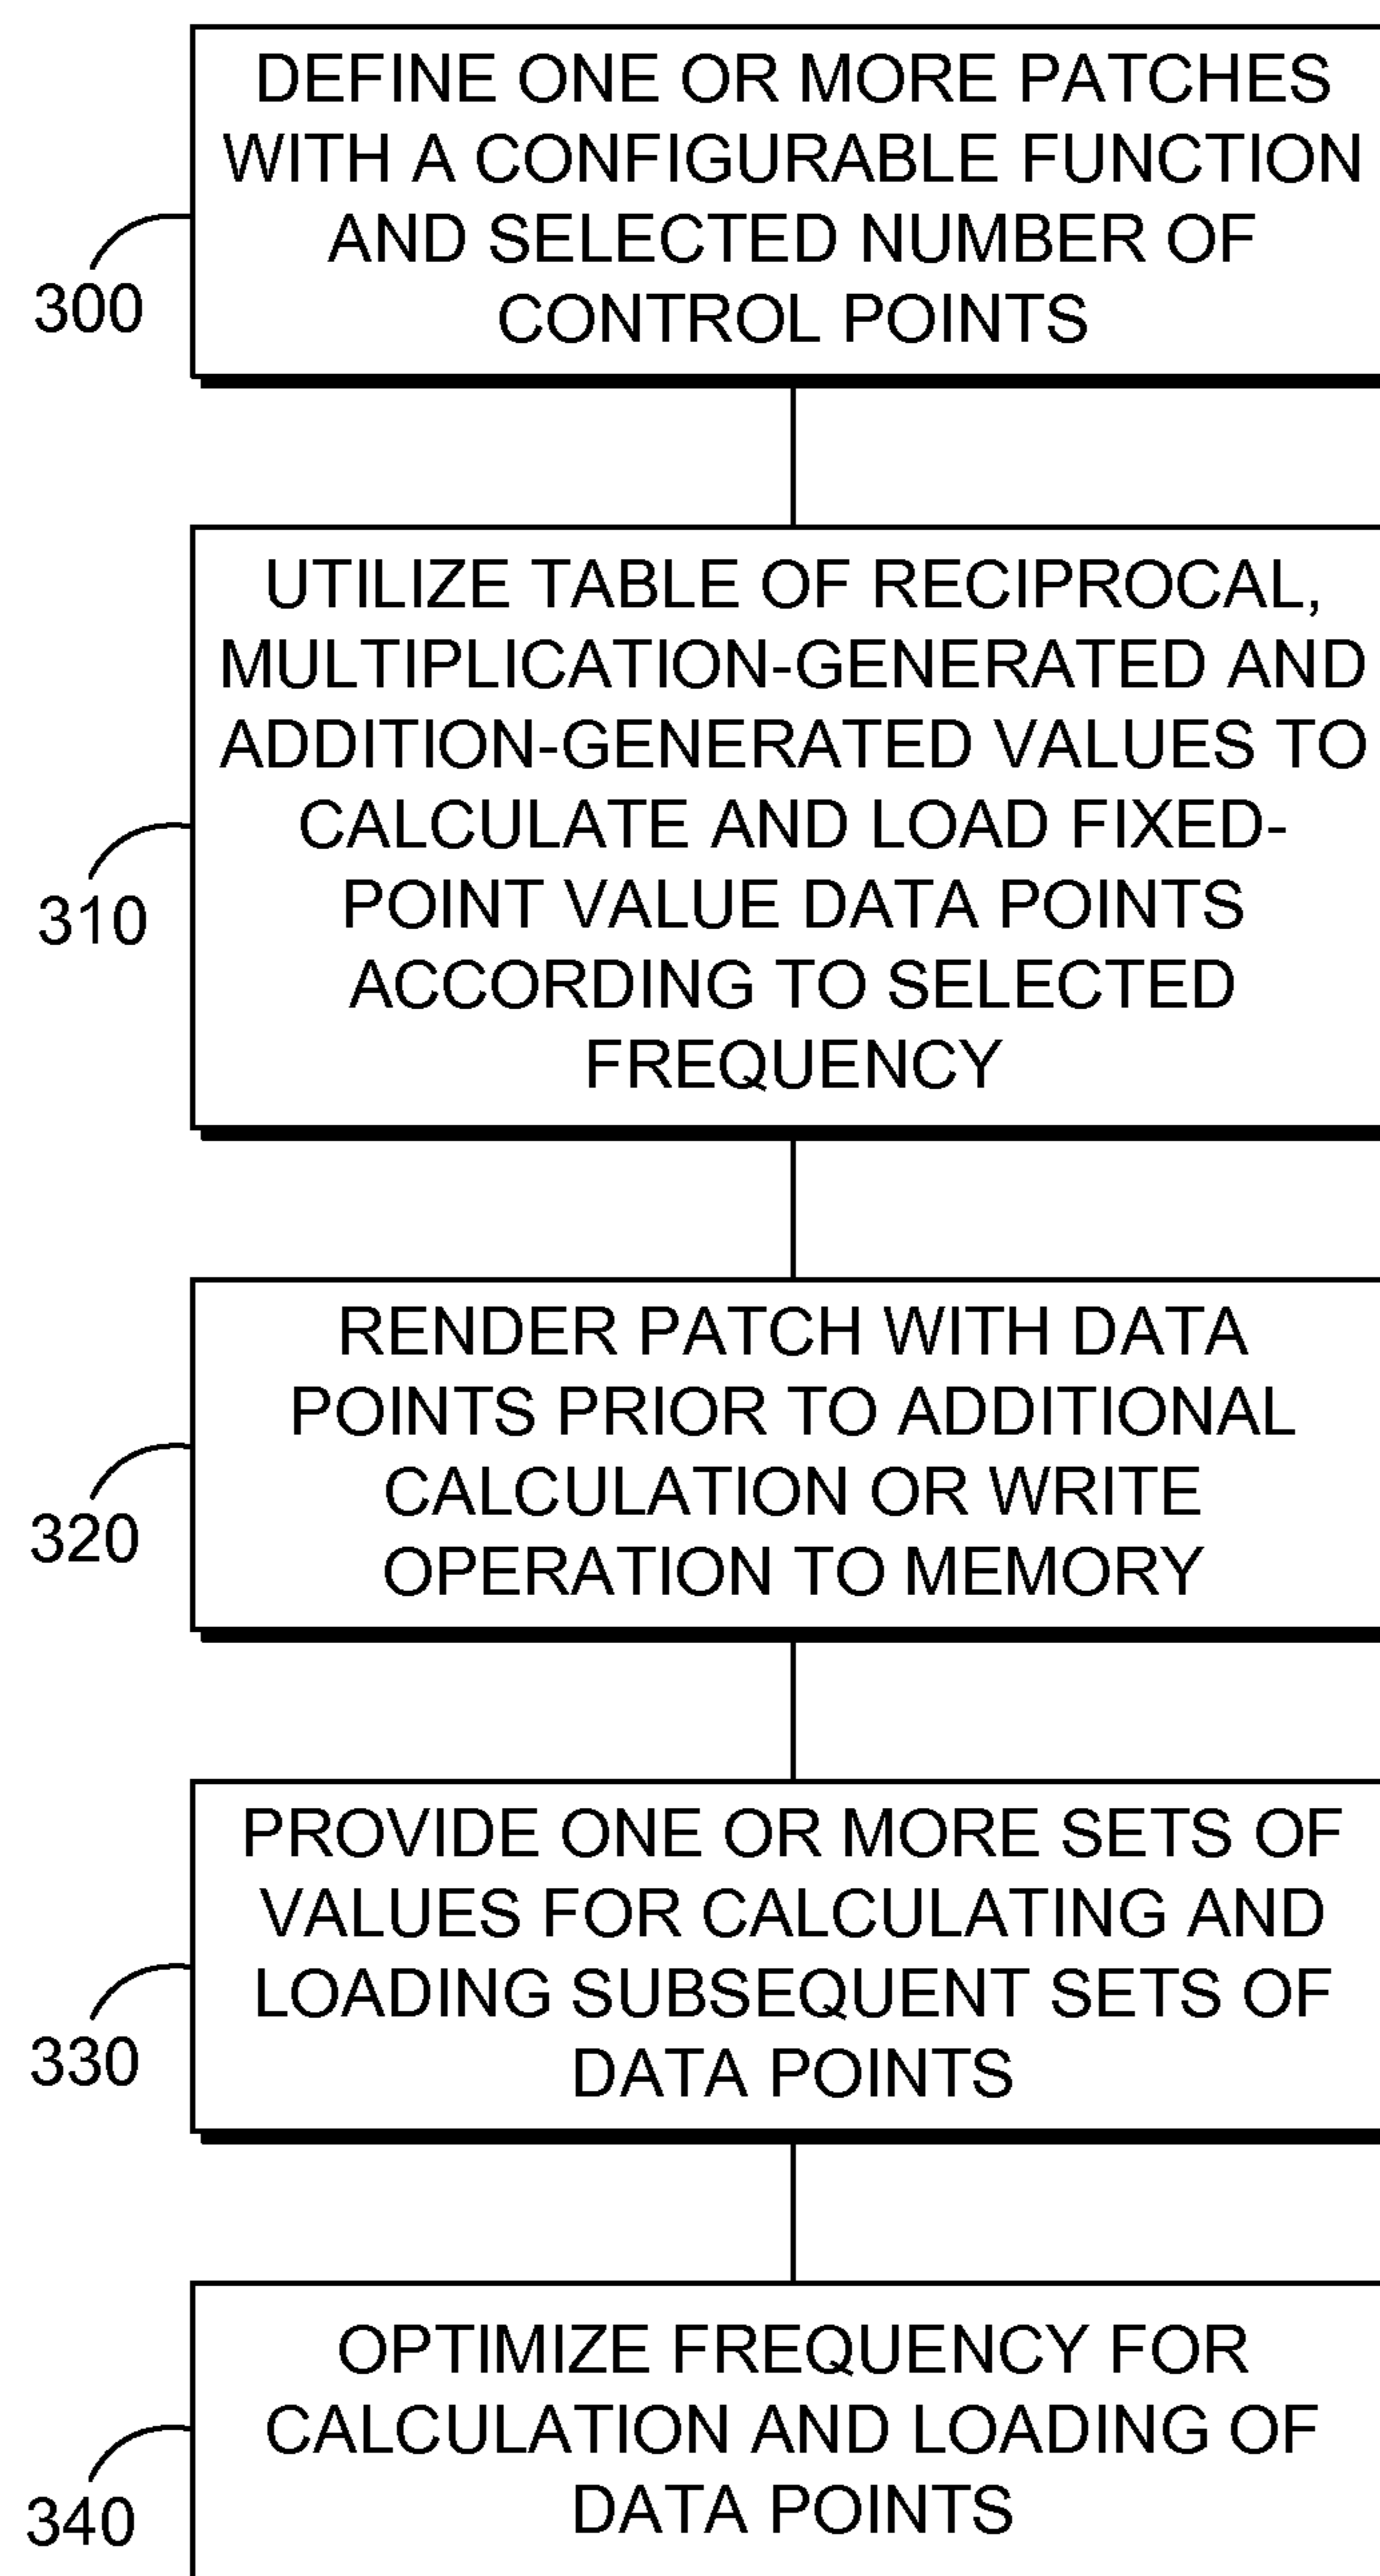 DEFINE ONE OR MORE PATCHES
WITH A CONFIGURABLE FUNCTION
AND SELECTED NUMBER OF
CONTROL POINTS
300
UTILIZE TABLE OF RECIPROCAL,
MULTIPLICATION-GENERATED AND
ADDITION-GENERATED VALUES TO
CALCULATE AND LOAD FIXED-
POINT VALUE DATA POINTS
ACCORDING TO SELECTED
FREQUENCY
310
RENDER PATCH WITH DATA
POINTS PRIOR TO ADDITIONAL
CALCULATION OR WRITE
OPERATION TO MEMORY
320
PROVIDE ONE OR MORE SETS OF
VALUES FOR CALCULATING AND
LOADING SUBSEQUENT SETS OF
DATA POINTS
330
OPTIMIZE FREQUENCY FOR
CALCULATION AND LOADING OF
DATA POINTS
340